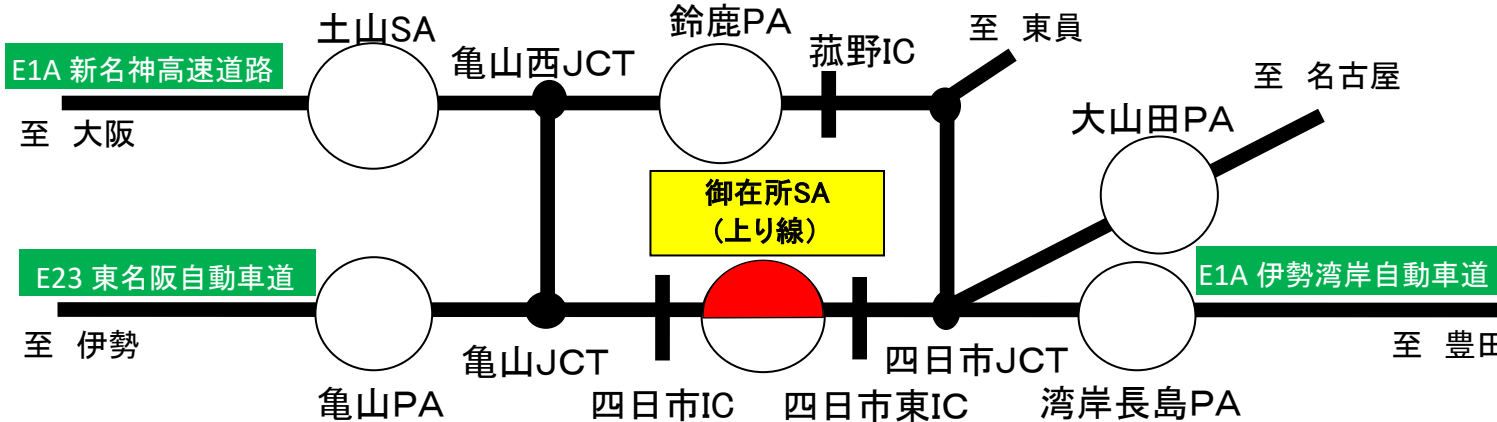 土山SA
鈴鹿PA
至 東員
E1A 新名神高速道路
亀山西JCT
菰野IC
至 名古屋
至 大阪
大山田PA
御在所SA
(上り線)
E23 東名阪自動車道
E1A 伊勢湾岸自動車道
至 伊勢
亀山JCT
四日市JCT
至 豊田
亀山PA
四日市IC
四日市東IC
湾岸長島PA